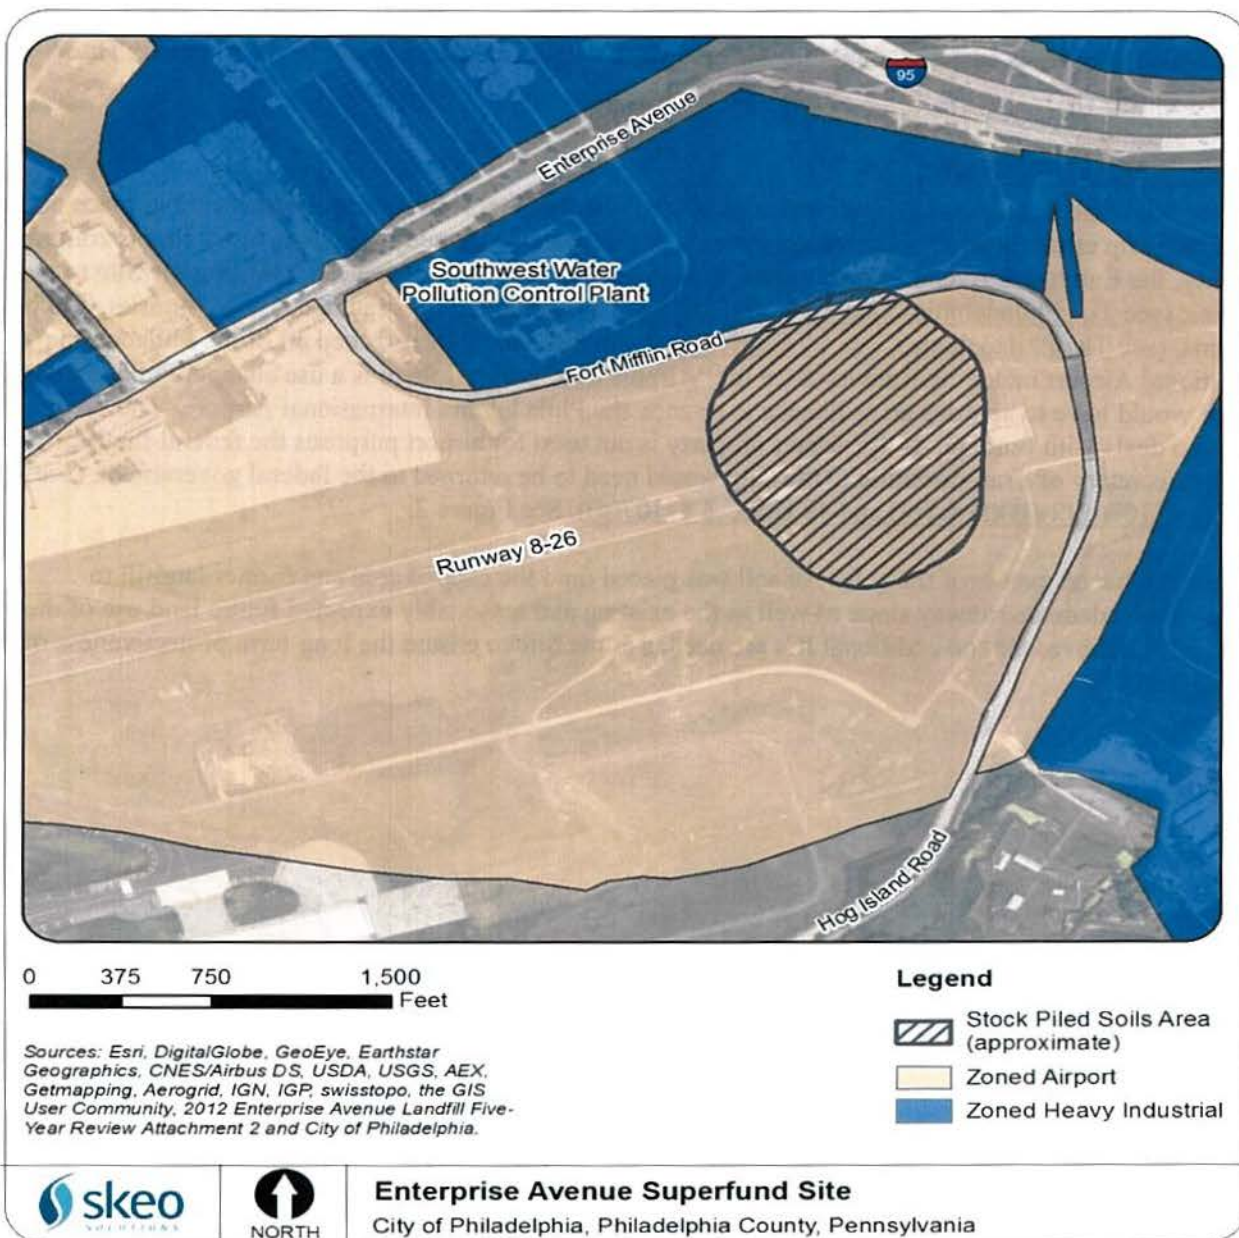 95
Enterprise Avenue
Southwest Water
Pollution Control Plant
Fort Mifflin Road
Runway 8-26
Hog Island Road
0 375 750 1,500
Feet
Sources: Esri, DigitalGlobe, GeoEye, Earthstar
Geographics, CNES/Airbus DS, USDA, USGS, AEX,
Getmapping, Aerogrid, IGN, IGP, swisstopo, the GIS
User Community, 2012 Enterprise Avenue Landfill Five-
Year Review Attachment 2 and City of Philadelphia.
Legend
Stock Piled Soils Area
(approximate)
Zoned Airport
Zoned Heavy Industrial
skeo
SOLUTIONS
NORTH
Enterprise Avenue Superfund Site
City of Philadelphia, Philadelphia County, Pennsylvania